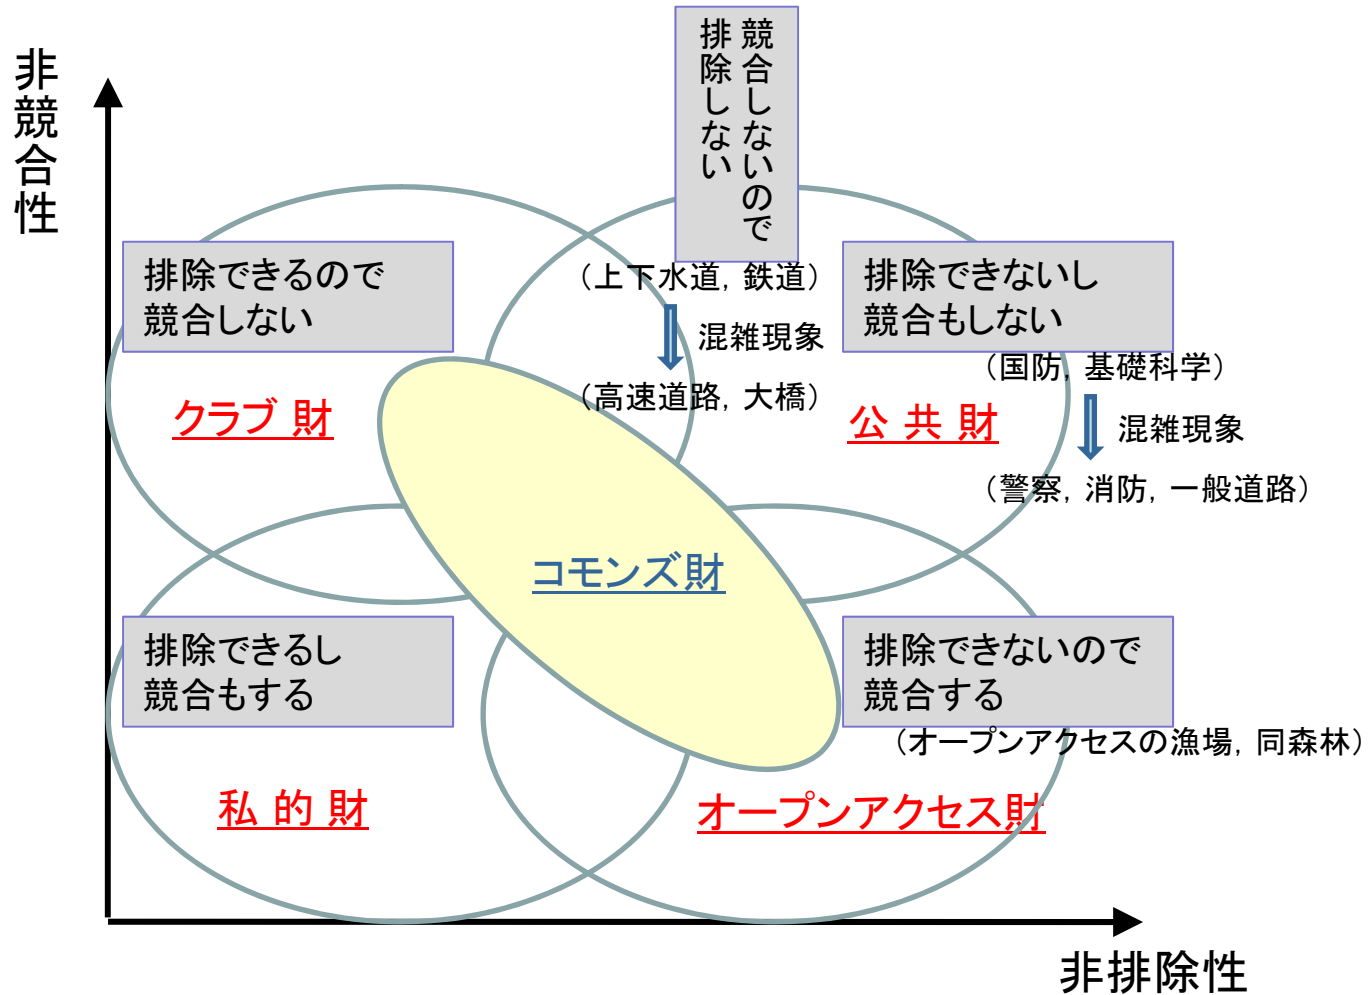 非競合性
競合しないので
排除しない
排除できるので
競合しない
(上下水道, 鉄道)
混雑現象
(高速道路, 大橋)
排除できないし
競合もしない
(国防, 基礎科学)
混雑現象
(警察, 消防, 一般道路)
クラブ 財
公 共 財
コモンズ財
排除できるし
競合もする
排除できないので
競合する
(オープンアクセスの漁場, 同森林)
私 的 財
オープンアクセス財
非排除性